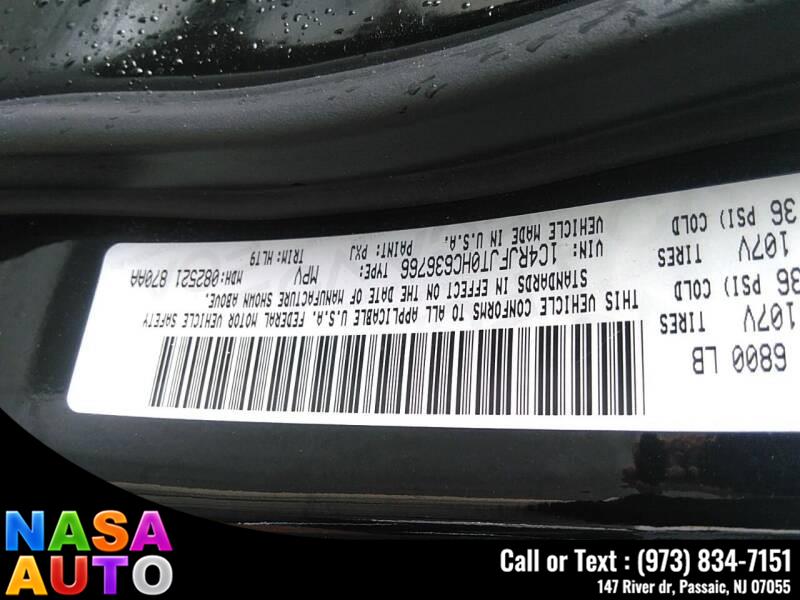 6800 LB
TIRES
107V
36 PSI) COLD
TIRES
107V
36 PSI) COLD
THIS VEHICLE CONFORMS TO ALL APPLICABLE U.S.A. FEDERAL MOTOR VEHICLE SAFETY
STANDARDS IN EFFECT ON THE DATE OF MANUFACTURE SHOWN ABOVE.
VIN: 1C4RJFJT0HC636766 TYPE: MPV MDH: 082521 870AA
VEHICLE MADE IN U.S.A. PAINT: PXJ TRIM: HLT9
NASA
AUTO
Call or Text : (973) 834-7151
147 River dr, Passaic, NJ 07055